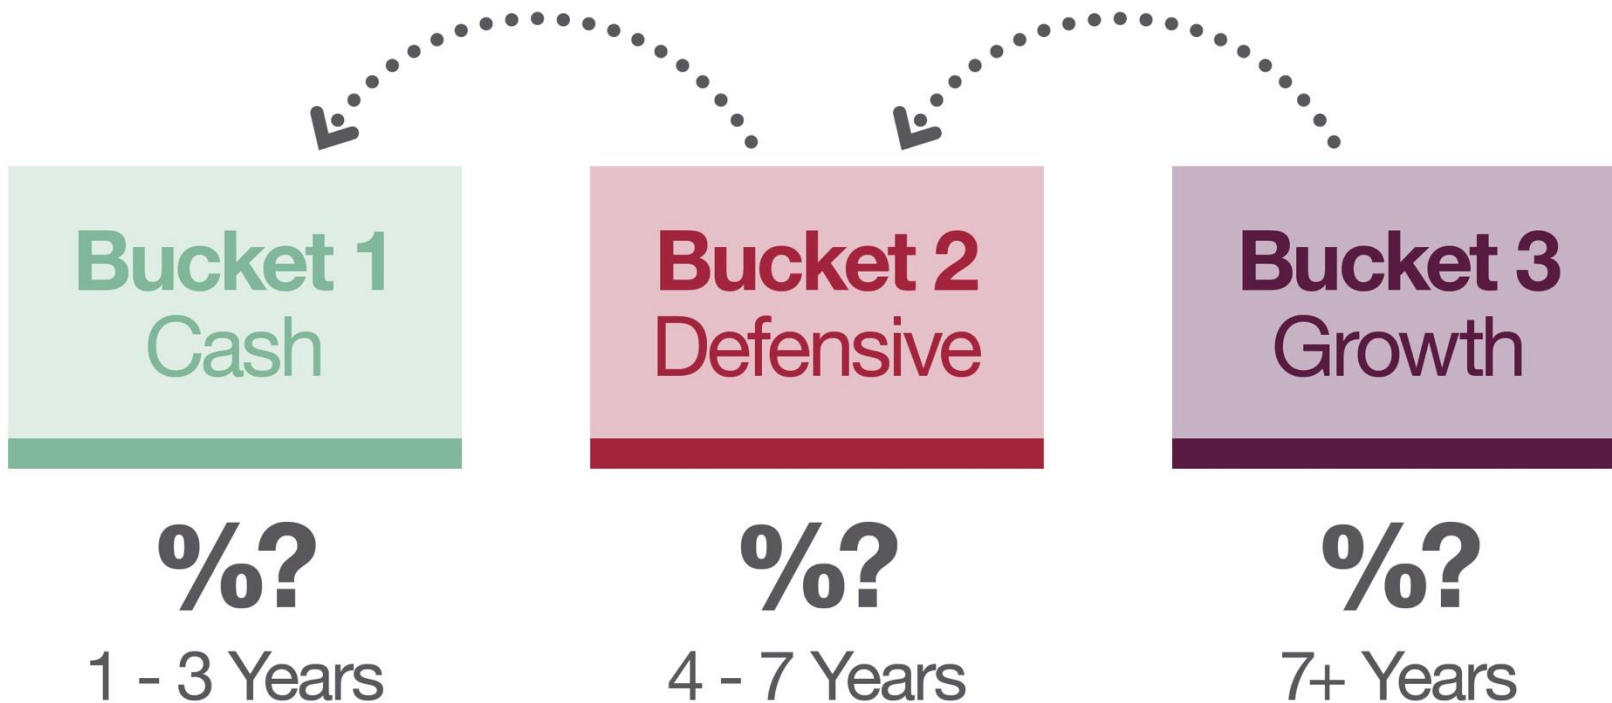 Bucket 1
Cash
Bucket 2
Defensive
Bucket 3
Growth
%?
%?
%?
1 - 3 Years
4 - 7 Years
7+ Years